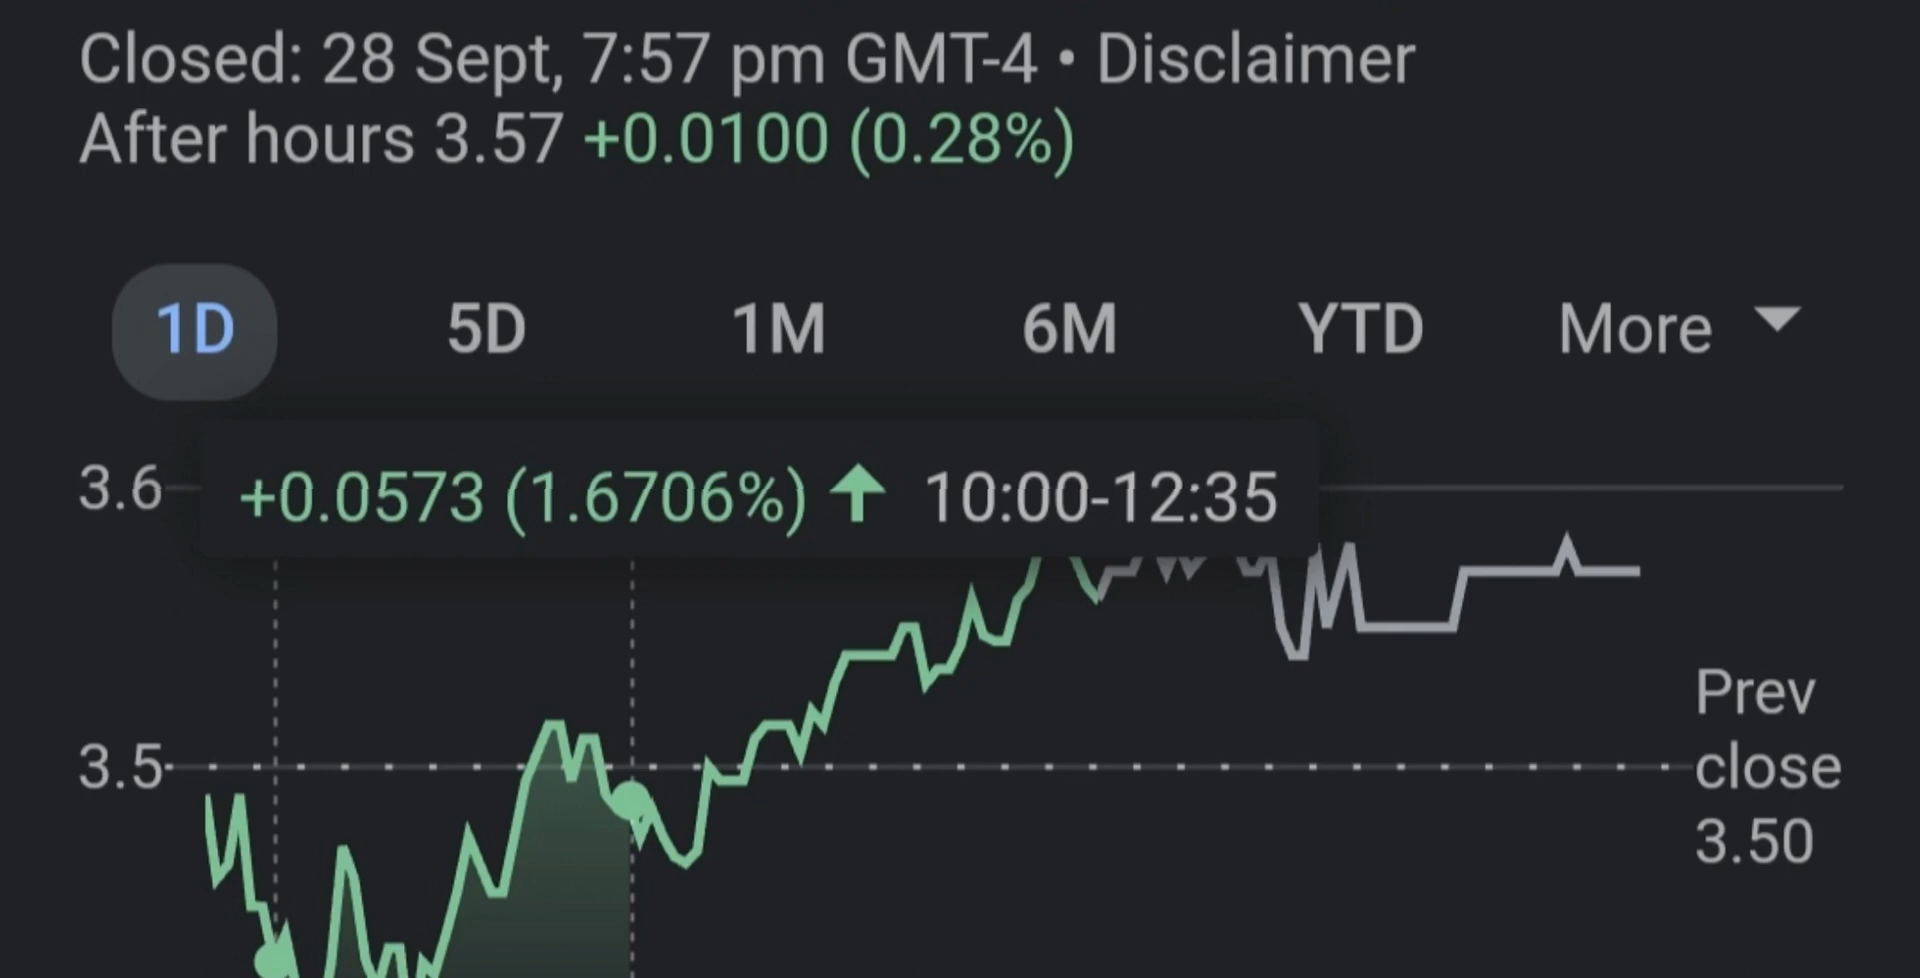 Closed: 28 Sept, 7:57 pm GMT-4 • Disclaimer
After hours 3.57 +0.0100 (0.28%)
1D 5D 1M 6M YTD More
3.6 +0.0573 (1.6706%) 10:00-12:35
3.5
Prev
close
3.50